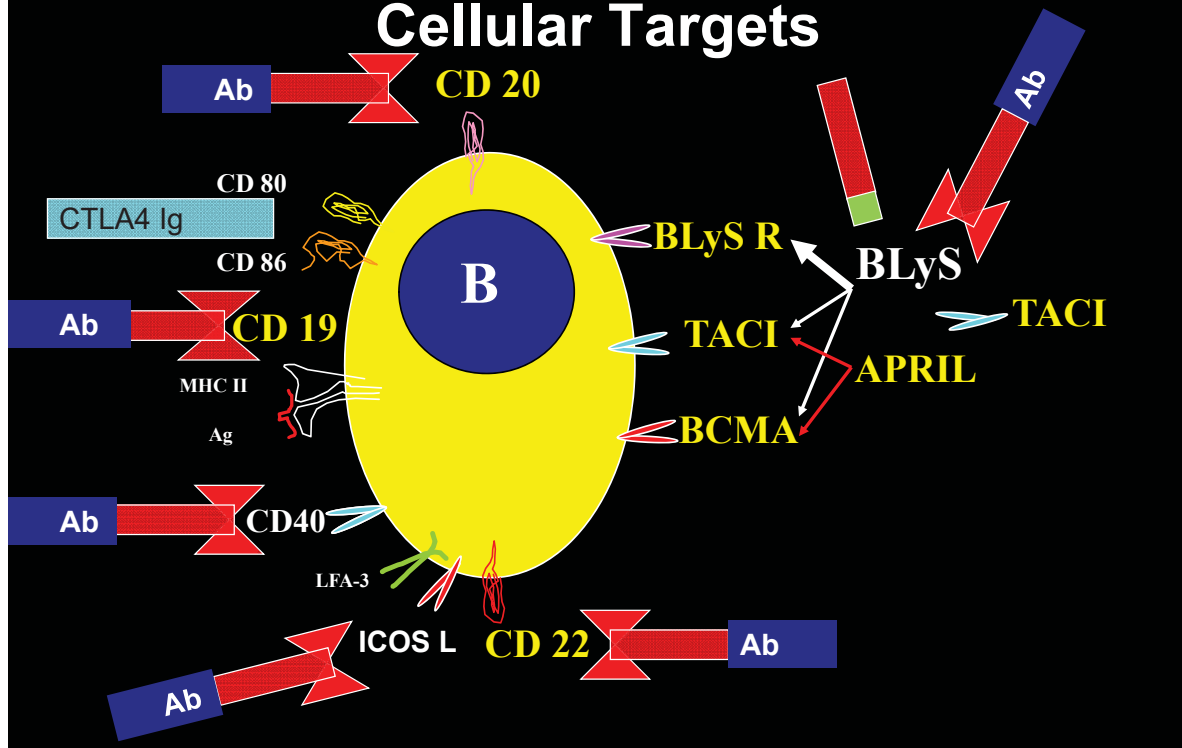 Cellular Targets
Ab
CD 20
Ab
CD 80
CTLA4 Ig
CD 86
B
BLyS R
BLyS
Ab
CD 19
TACI
TACI
MHC II
APRIL
Ag
BCMA
Ab
CD40
LFA-3
ICOS L
CD 22
Ab
Ab